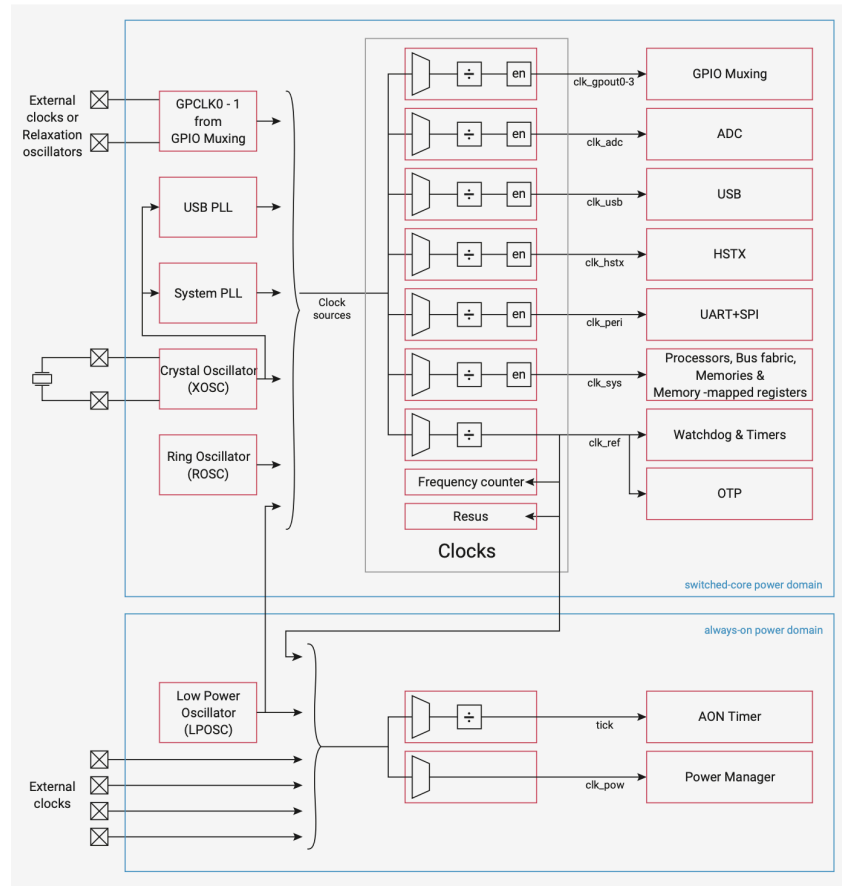 External
clocks or
Relaxation
oscillators
GPCLK0 - 1
from
GPIO Muxing
USB PLL
System PLL
Crystal Oscillator
(XOSC)
Ring Oscillator
(ROSC)
Clock
sources
÷
en
clk_gpout0-3
GPIO Muxing
÷
en
clk_adc
ADC
÷
en
clk_usb
USB
÷
en
clk_hstx
HSTX
÷
en
clk_peri
UART+SPI
÷
en
clk_sys
Processors, Bus fabric,
Memories &
Memory -mapped registers
÷
clk_ref
Watchdog & Timers
OTP
Frequency counter
Resus
Clocks
switched-core power domain
always-on power domain
Low Power
Oscillator
(LPOSC)
External
clocks
÷
tick
AON Timer
clk_pow
Power Manager